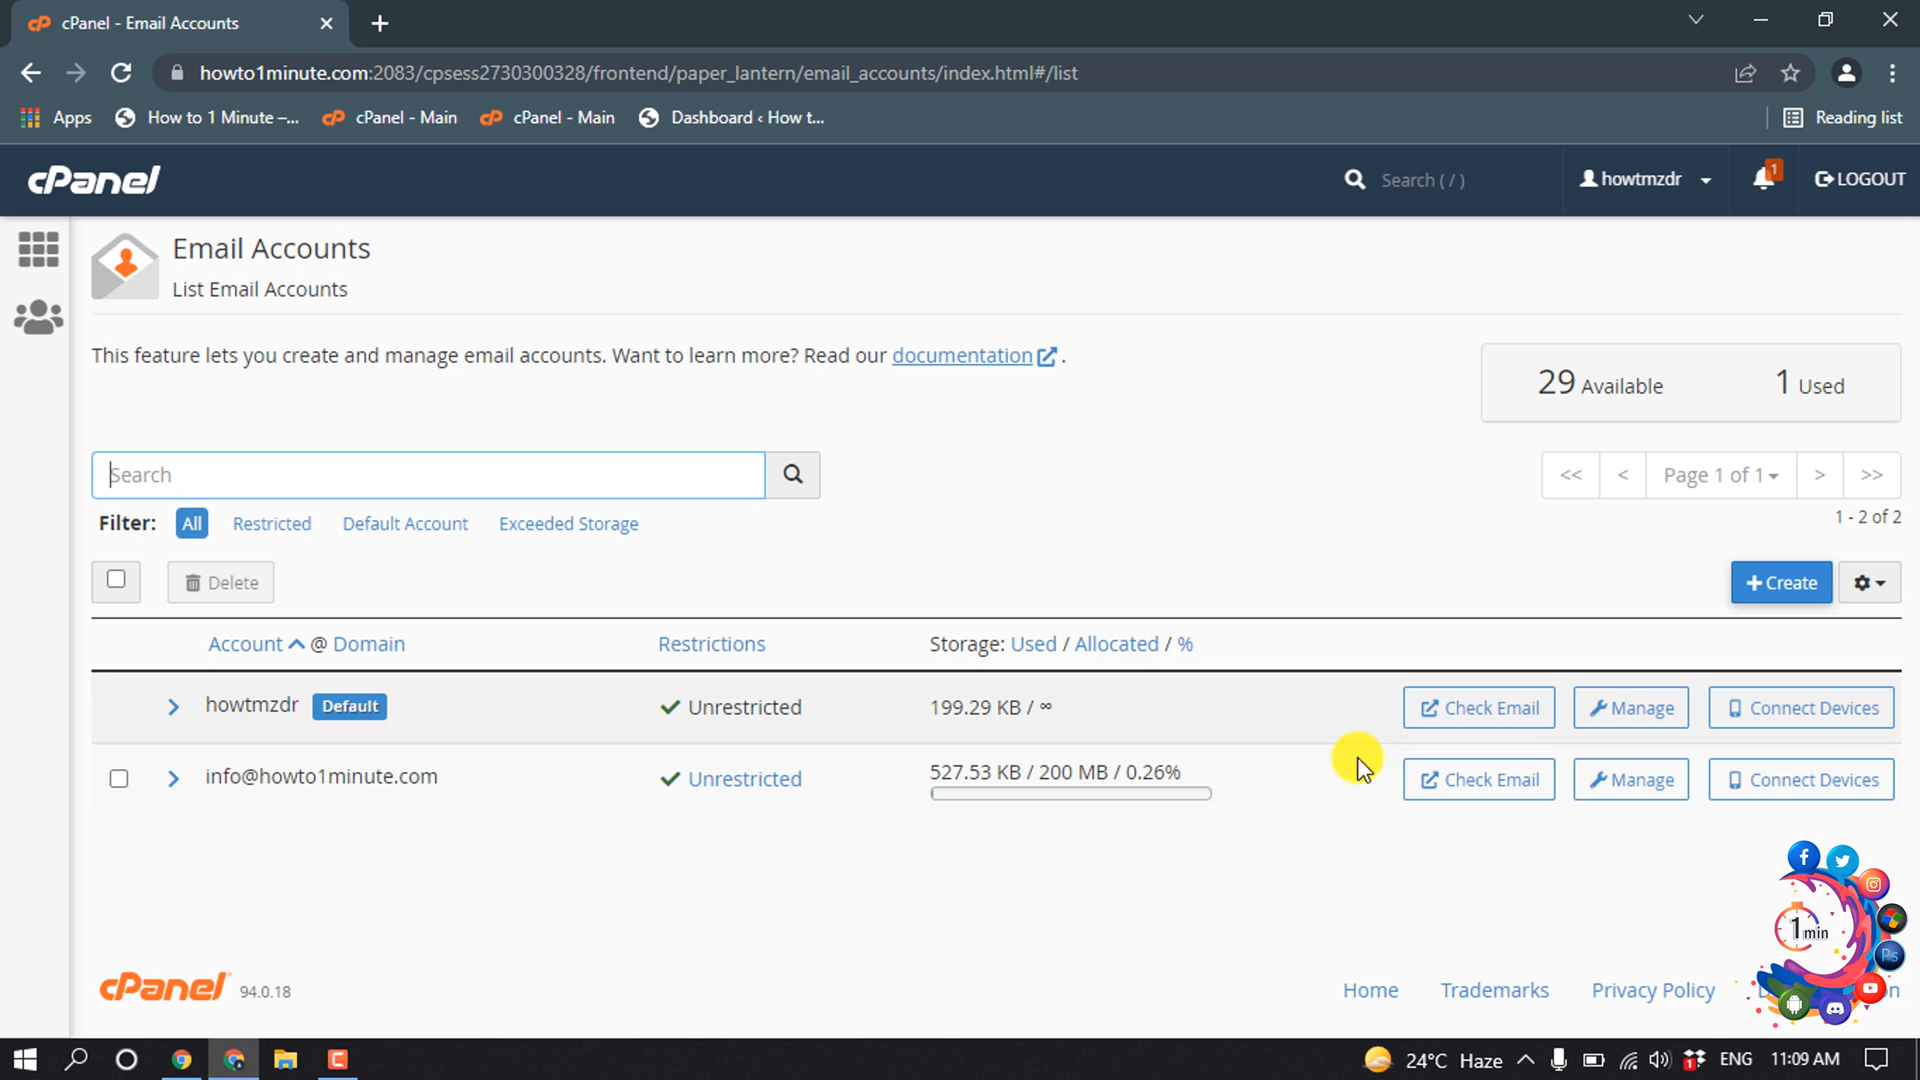 cPanel - Email Accounts
howto1minute.com:2083/cpsess2730300328/frontend/paper_lantern/email_accounts/index.html#/list
Apps How to 1 Minute –... cPanel - Main cPanel - Main Dashboard ‹ How t... Reading list
cPanel Search ( / ) howtmzdr 1 LOGOUT
Email Accounts
List Email Accounts
This feature lets you create and manage email accounts. Want to learn more? Read our documentation .
29 Available 1 Used
Search
<< < Page 1 of 1 > >>
Filter: All Restricted Default Account Exceeded Storage
1 - 2 of 2
Delete
+ Create
Account @ Domain Restrictions Storage: Used / Allocated / %
howtmzdr Default Unrestricted 199.29 KB / ∞ Check Email Manage Connect Devices
info@howto1minute.com Unrestricted 527.53 KB / 200 MB / 0.26% Check Email Manage Connect Devices
1 min
Ps
cPanel 94.0.18
Home Trademarks Privacy Policy
24°C Haze ENG 11:09 AM